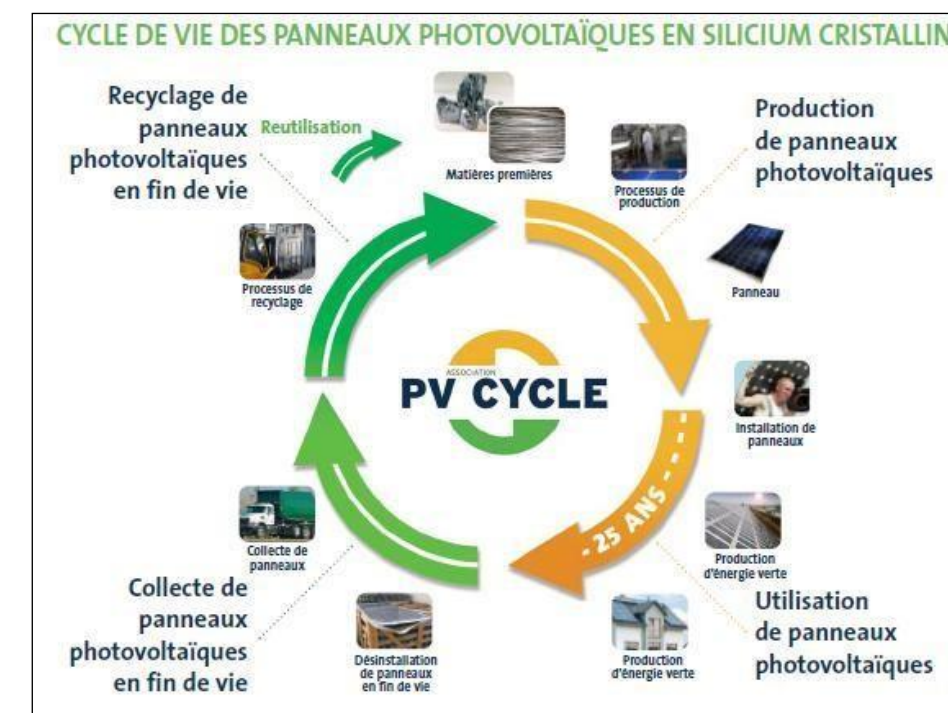 CYCLE DE VIE DES PANNEAUX PHOTOVOLTAÏQUES EN SILICIUM CRISTALLIN
Recyclage de
panneaux
photovoltaïques
en fin de vie
Reutilisation
Matières premières
Processus de
production
Production
de panneaux
photovoltaïques
Processus de
recyclage
Panneau
ASSOCIATION
PV CYCLE
Installation de
panneaux
- 25 ANS -
Collecte de
panneaux
Production
d'énergie verte
Collecte de
panneaux
photovoltaïques
en fin de vie
Désinstallation
de panneaux
en fin de vie
Production
d'énergie verte
Utilisation
de panneaux
photovoltaïques